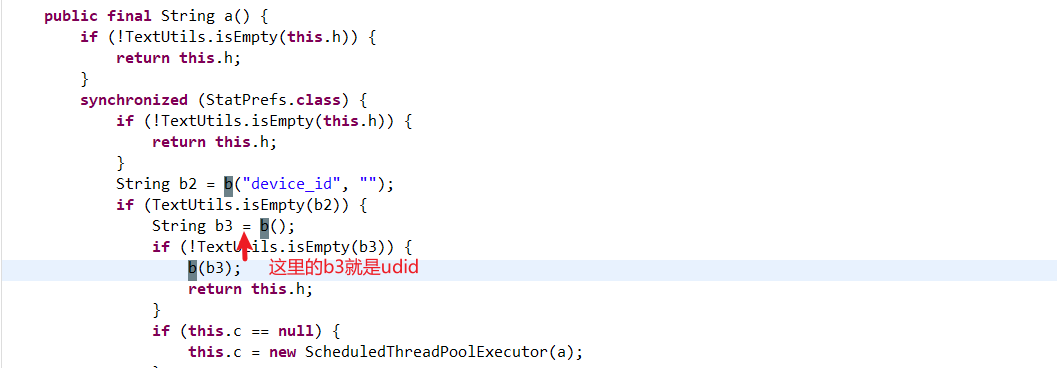 public final String a() {
if (!TextUtils.isEmpty(this.h)) {
return this.h;
}
synchronized (StatPrefs.class) {
if (!TextUtils.isEmpty(this.h)) {
return this.h;
}
String b2 = b("device_id", "");
if (TextUtils.isEmpty(b2)) {
String b3 = b();
if (!TextUtils.isEmpty(b3)) {
b(b3); 这里的b3就是udid
return this.h;
}
if (this.c == null) {
this.c = new ScheduledThreadPoolExecutor(a);